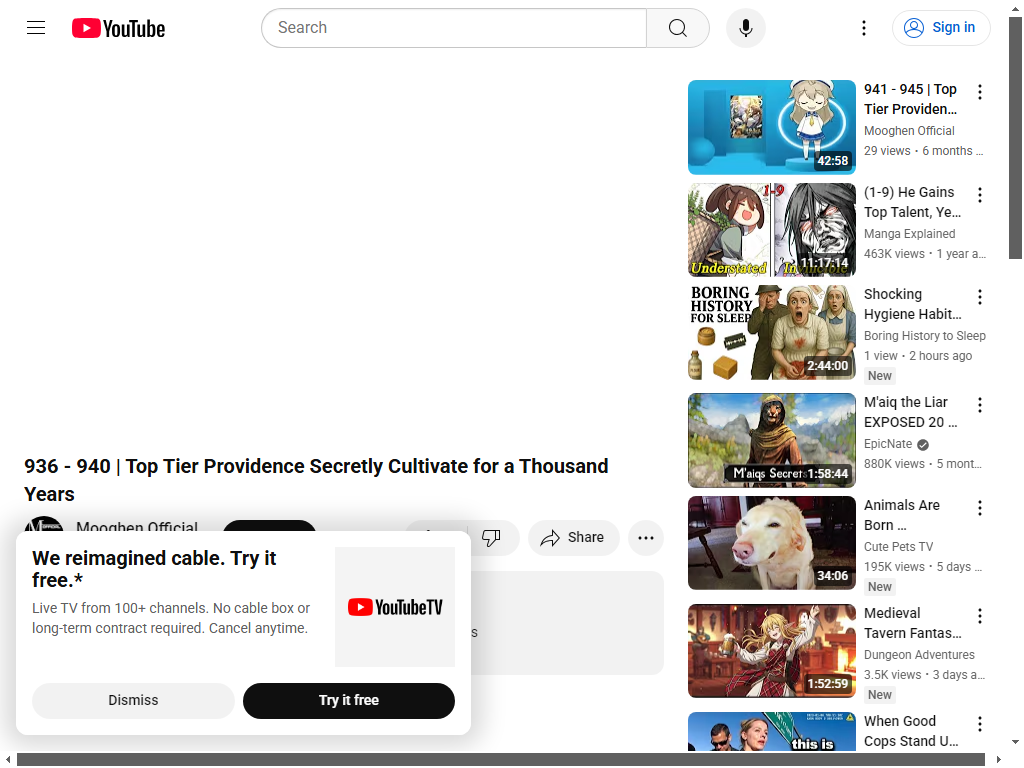 YouTube
Search
Sign in
941 - 945 | Top
Tier Providen...
Mooghen Official
29 views • 6 months ...
42:58
(1-9) He Gains
Top Talent, Ye...
Manga Explained
463K views • 1 year a...
1-9
11:17:14
Understated
Invincible
Shocking
Hygiene Habit...
Boring History to Sleep
1 view • 2 hours ago
New
BORING
HISTORY
FOR SLEEP
2:44:00
M'aiq the Liar
EXPOSED 20 ...
EpicNate
880K views • 5 mont...
M'aiqs Secrets
1:58:44
Animals Are
Born ...
Cute Pets TV
195K views • 5 days ...
New
34:06
Medieval
Tavern Fantas...
Dungeon Adventures
3.5K views • 3 days a...
New
1:52:59
When Good
Cops Stand U...
this is
936 - 940 | Top Tier Providence Secretly Cultivate for a Thousand
Years
Mooghen Official
Share
s
We reimagined cable. Try it
free.*
Live TV from 100+ channels. No cable box or
long-term contract required. Cancel anytime.
YouTubeTV
Dismiss
Try it free